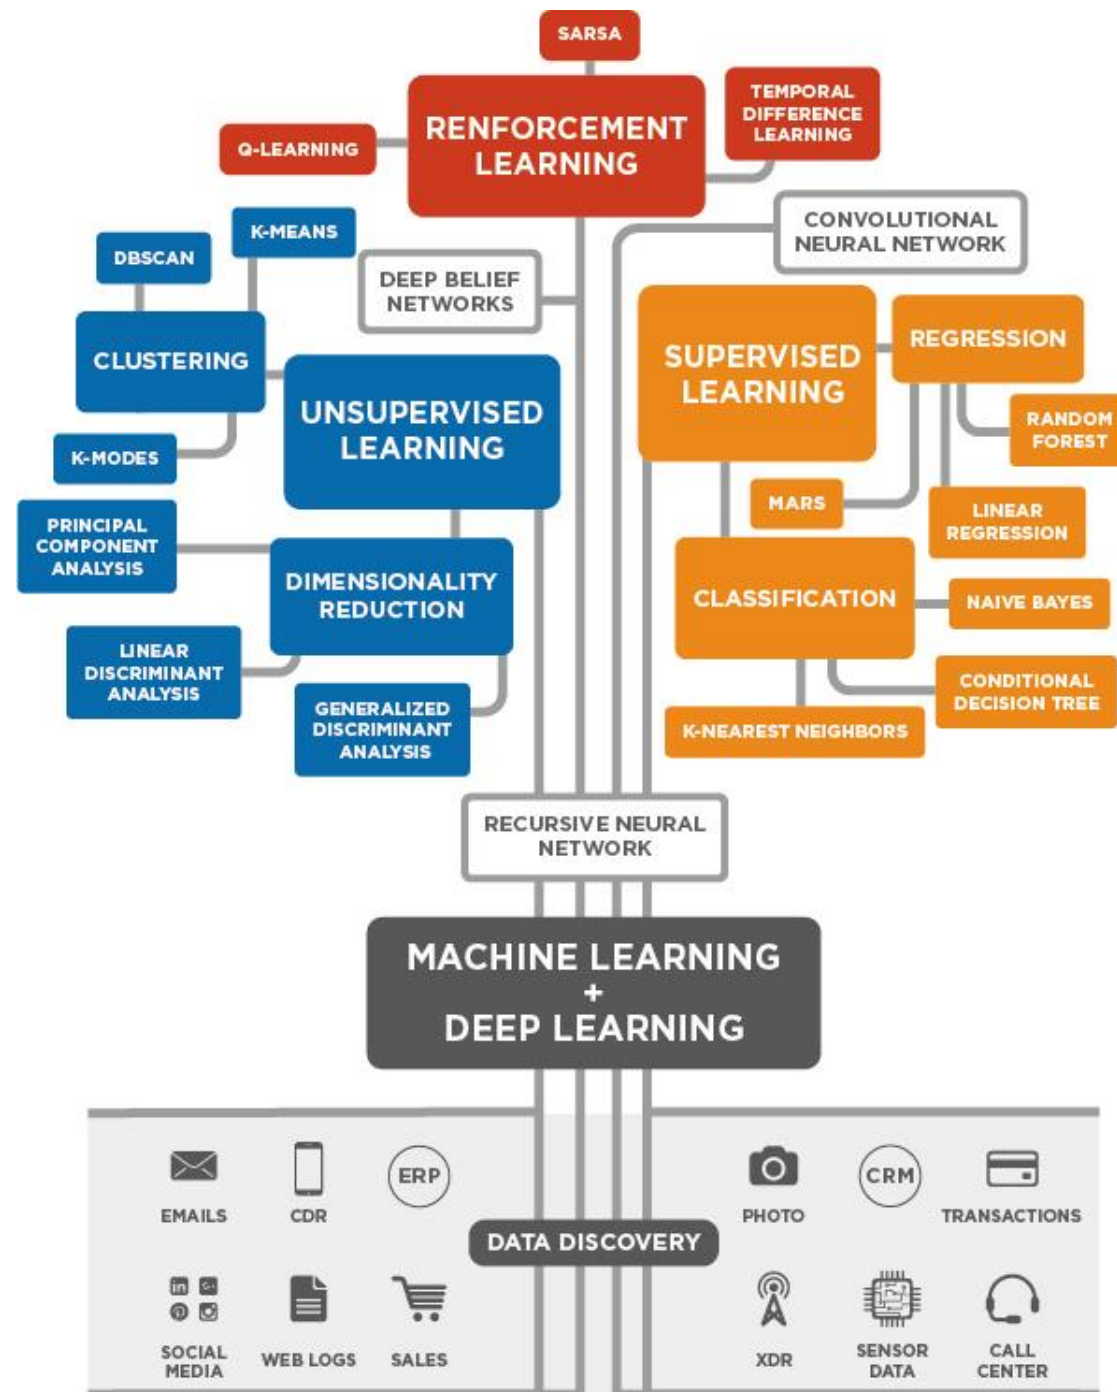 SARSA
RENFORCEMENT
LEARNING
TEMPORAL
DIFFERENCE
LEARNING
Q-LEARNING
CONVOLUTIONAL
NEURAL NETWORK
K-MEANS
DBSCAN
DEEP BELIEF
NETWORKS
CLUSTERING
UNSUPERVISED
LEARNING
K-MODES
PRINCIPAL
COMPONENT
ANALYSIS
DIMENSIONALITY
REDUCTION
LINEAR
DISCRIMINANT
ANALYSIS
GENERALIZED
DISCRIMINANT
ANALYSIS
SUPERVISED
LEARNING
REGRESSION
RANDOM
FOREST
MARS
LINEAR
REGRESSION
CLASSIFICATION
NAIVE BAYES
CONDITIONAL
DECISION TREE
K-NEAREST NEIGHBORS
RECURSIVE NEURAL
NETWORK
MACHINE LEARNING
+
DEEP LEARNING
ERP
CRM
EMAILS
CDR
PHOTO
TRANSACTIONS
DATA DISCOVERY
in
G+
SOCIAL
MEDIA
WEB LOGS
SALES
XDR
SENSOR
DATA
CALL
CENTER